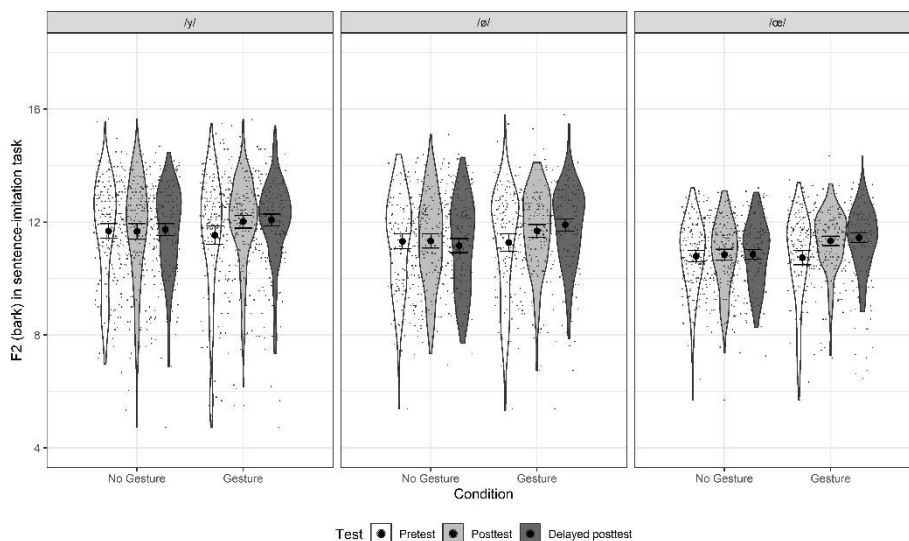 /y/ /ø/ /œ/
F2 (bark) in sentence-imitation task
16
12
8
4
No Gesture Gesture No Gesture Gesture No Gesture Gesture
Condition
Test Pretest Posttest Delayed posttest